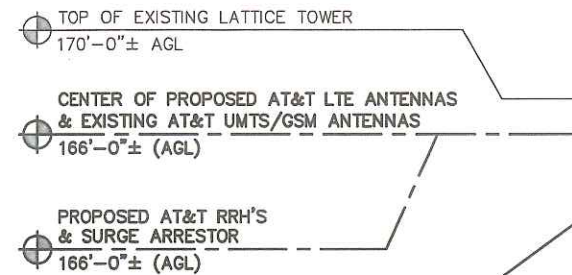 TOP OF EXISTING LATTICE TOWER
170'-0"± AGL
CENTER OF PROPOSED AT&T LTE ANTENNAS
& EXISTING AT&T UMTS/GSM ANTENNAS
166'-0"± (AGL)
PROPOSED AT&T RRH'S
& SURGE ARRESTOR
166'-0"± (AGL)